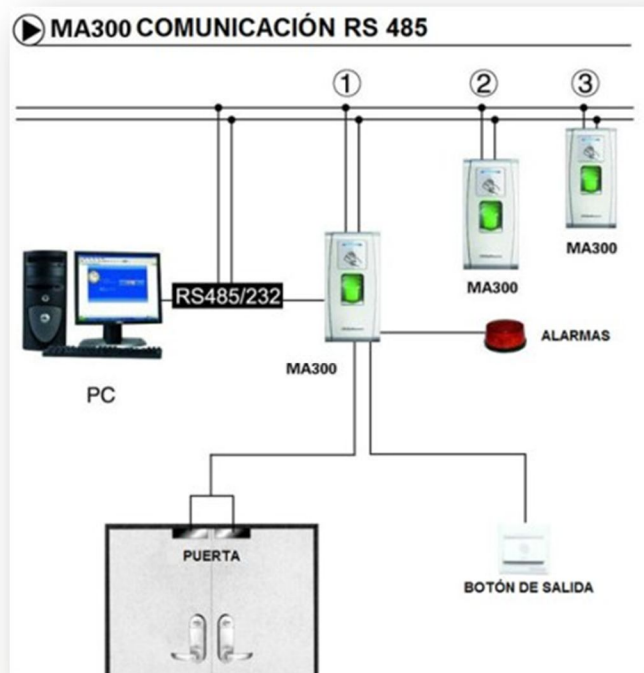 MA300 COMUNICACIÓN RS 485
① ② ③
MA300
MA300
RS485/232
ALARMAS
MA300
PC
PUERTA
BOTÓN DE SALIDA